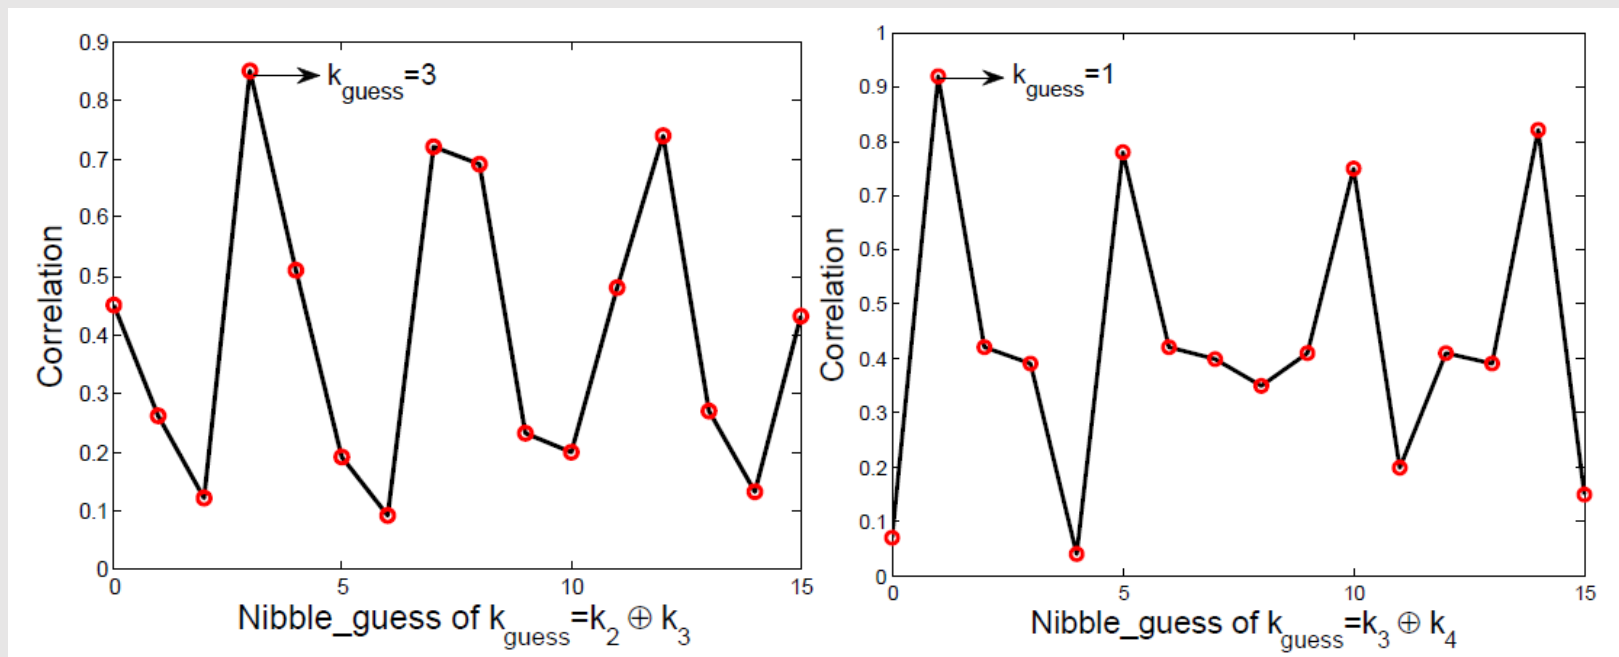 0.9
0.8
0.7
0.6
0.5
0.4
0.3
0.2
0.1
0
Correlation
k_guess=3
0 5 10 15
Nibble_guess of k_guess=k_2 ⊕ k_3
1
0.9
0.8
0.7
0.6
0.5
0.4
0.3
0.2
0.1
0
Correlation
k_guess=1
0 5 10 15
Nibble_guess of k_guess=k_3 ⊕ k_4